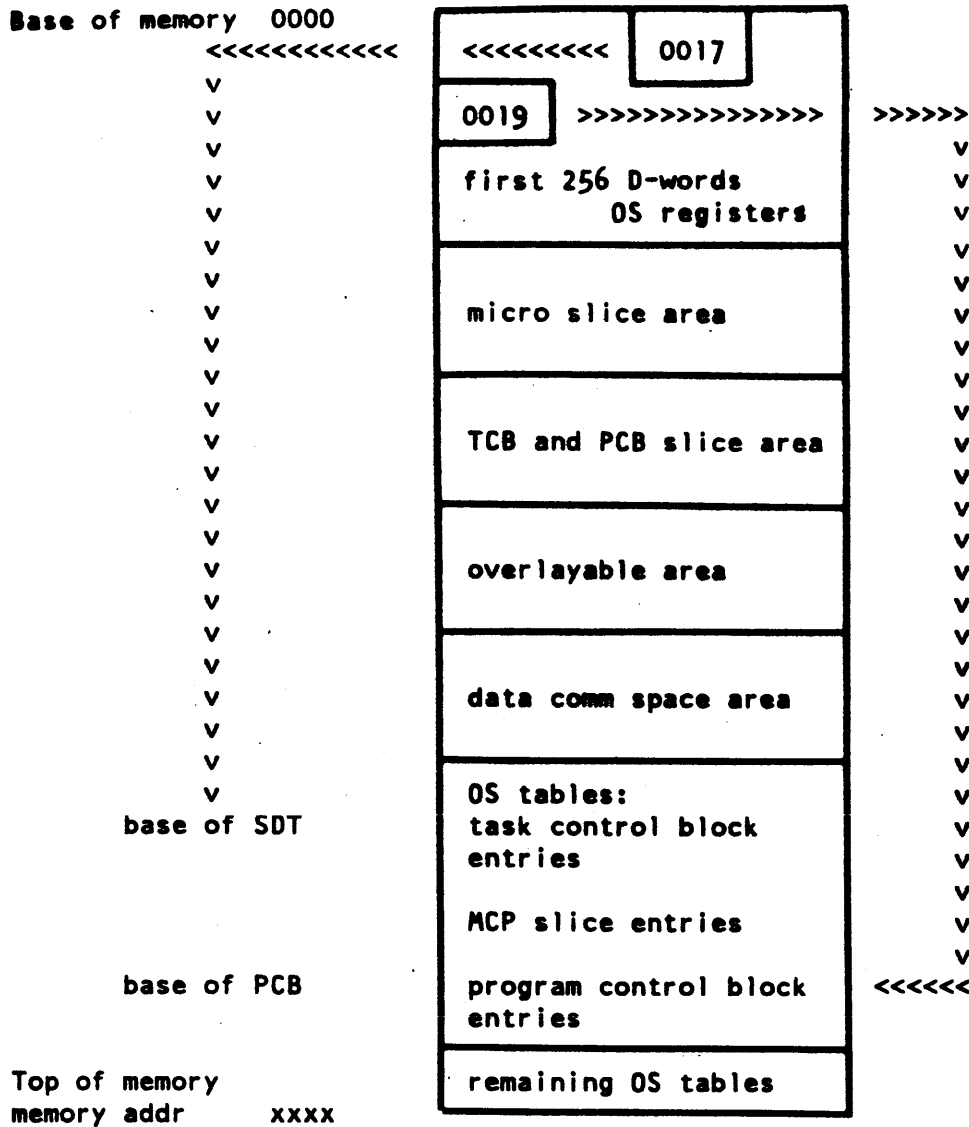 Base of memory 0000
<<<<<<<<<<<< <<<<<<<<< 0017
v
v 0019 >>>>>>>>>>>>>>> >>>>>>
v v
v first 256 D-words v
v OS registers v
v v
v v
v micro slice area v
v v
v v
v v
v TCB and PCB slice area v
v v
v v
v v
v overlayable area v
v v
v v
v v
v data comm space area v
v v
v v
v OS tables: v
base of SDT task control block v
entries v
v
MCP slice entries v
v
base of PCB program control block <<<<<<
entries
Top of memory remaining OS tables
memory addr xxxx